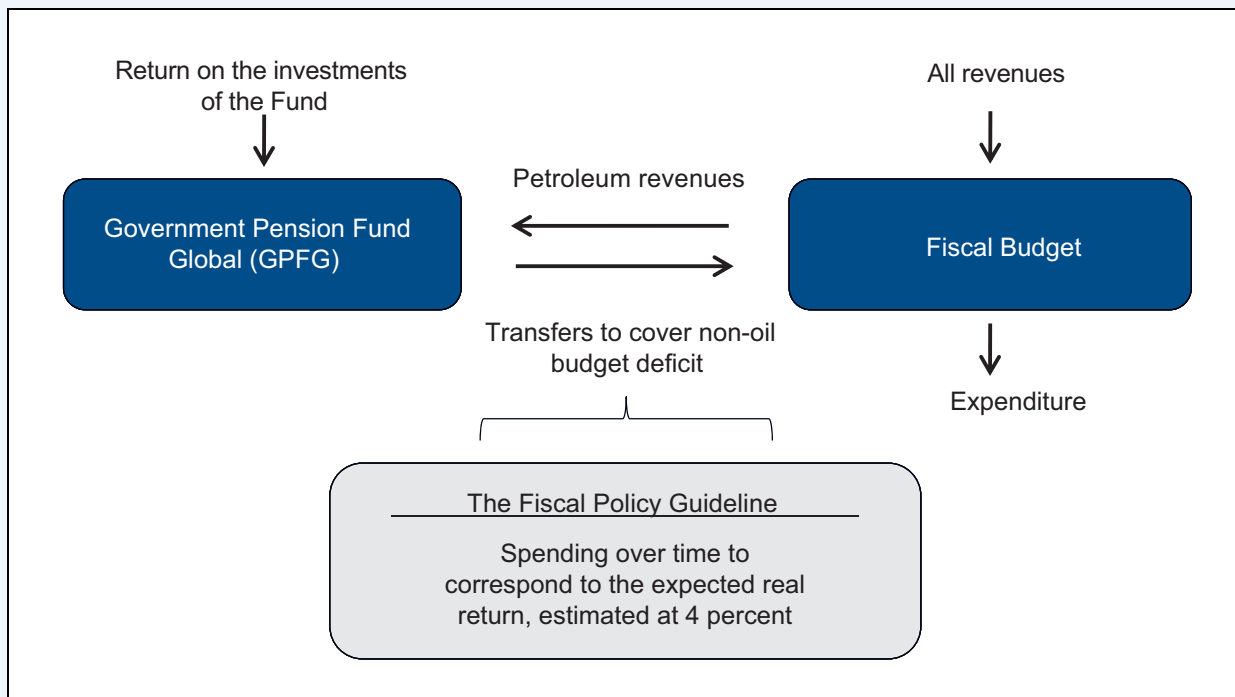 Return on the investments
of the Fund
All revenues
Government Pension Fund
Global (GPFG)
Petroleum revenues
Fiscal Budget
Transfers to cover non-oil
budget deficit
Expenditure
The Fiscal Policy Guideline
Spending over time to
correspond to the expected real
return, estimated at 4 percent